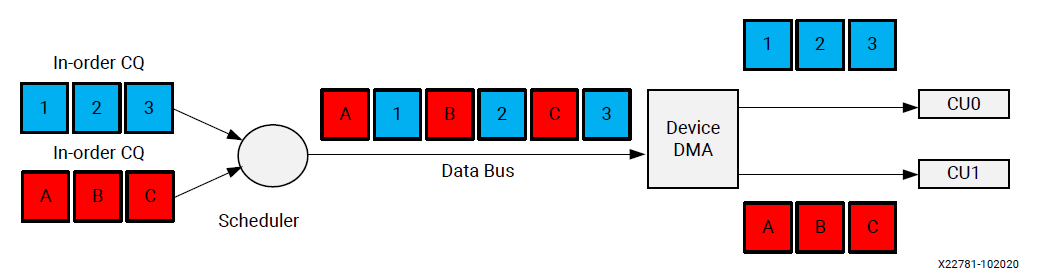 In-order CQ
1 2 3
In-order CQ
A B C
Scheduler
A 1 B 2 C 3
Data Bus
Device
DMA
1 2 3
CU0
CU1
A B C
X22781-102020